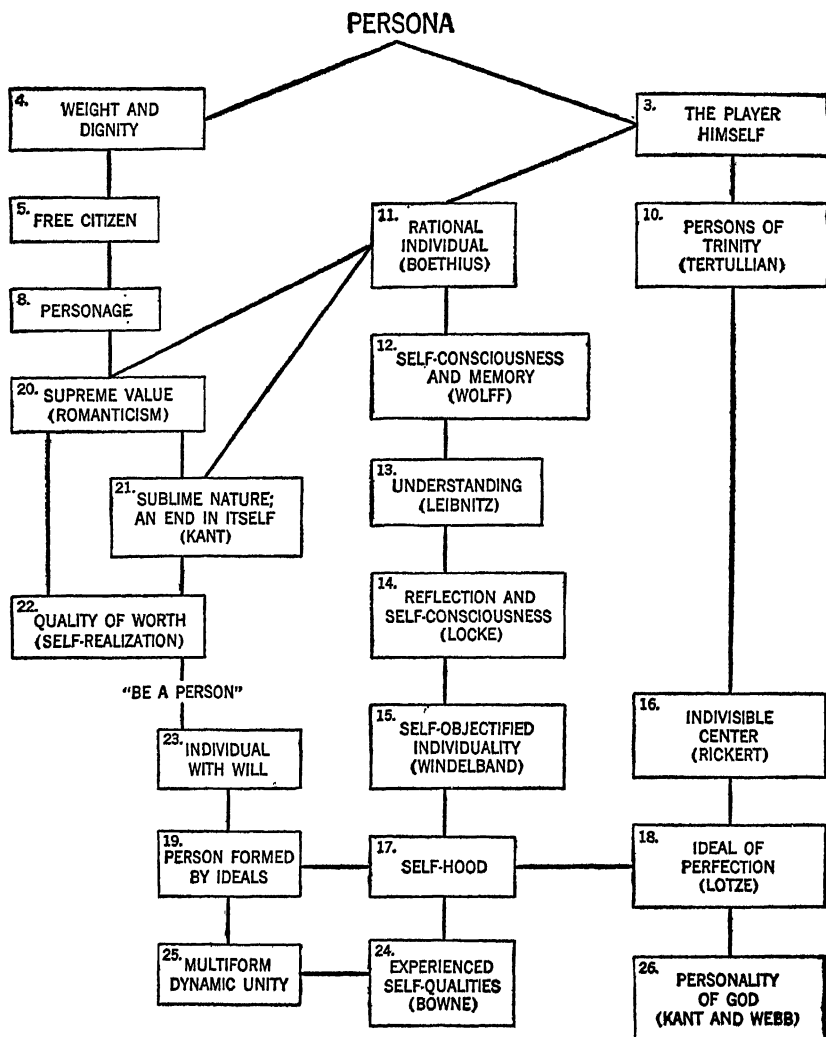 PERSONA
4. WEIGHT AND
DIGNITY
3. THE PLAYER
HIMSELF
5. FREE CITIZEN
11. RATIONAL
INDIVIDUAL
(BOETHIUS)
10. PERSONS OF
TRINITY
(TERTULLIAN)
8. PERSONAGE
12. SELF-CONSCIOUSNESS
AND MEMORY
(WOLFF)
20. SUPREME VALUE
(ROMANTICISM)
21. SUBLIME NATURE;
AN END IN ITSELF
(KANT)
13. UNDERSTANDING
(LEIBNITZ)
14. REFLECTION AND
SELF-CONSCIOUSNESS
(LOCKE)
22. QUALITY OF WORTH
(SELF-REALIZATION)
"BE A PERSON"
15. SELF-OBJECTIFIED
INDIVIDUALITY
(WINDELBAND)
16. INDIVISIBLE
CENTER
(RICKERT)
23. INDIVIDUAL
WITH WILL
19. PERSON FORMED
BY IDEALS
17. SELF-HOOD
18. IDEAL OF
PERFECTION
(LOTZE)
25. MULTIFORM
DYNAMIC UNITY
24. EXPERIENCED
SELF-QUALITIES
(BOWNE)
26. PERSONALITY
OF GOD
(KANT AND WEBB)